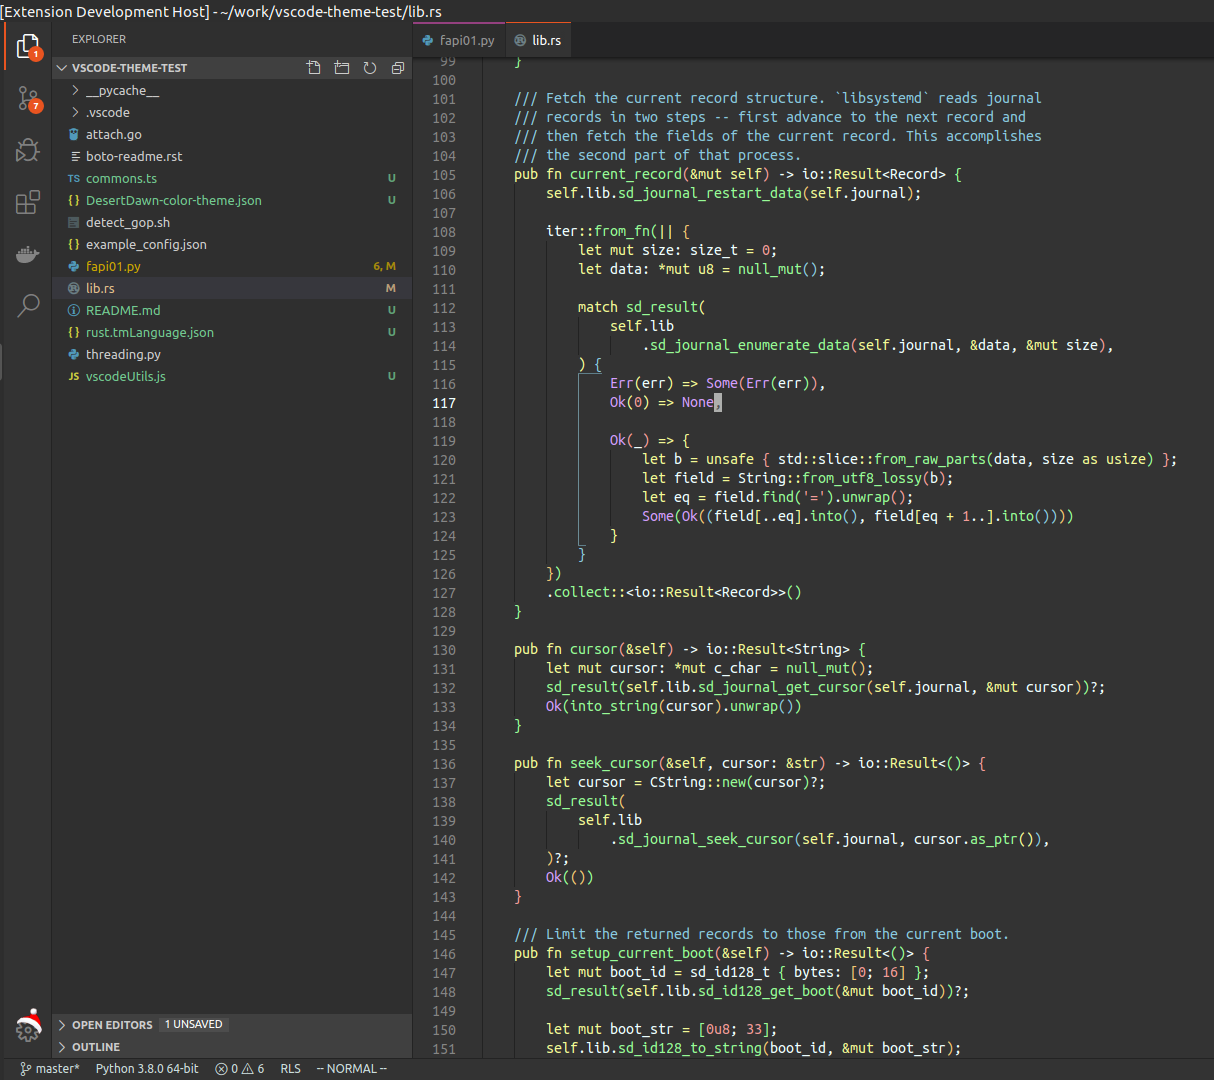 [Extension Development Host] - ~/work/vscode-theme-test/lib.rs
EXPLORER
VSCODE-THEME-TEST
__pycache__
.vscode
attach.go
boto-readme.rst
TS commons.ts U
{} DesertDawn-color-theme.json U
detect_gop.sh
{} example_config.json
fapi01.py 6, M
lib.rs M
README.md U
{} rust.tmLanguage.json U
threading.py
JS vscodeUtils.js U
OPEN EDITORS 1 UNSAVED
OUTLINE
1
7
fapi01.py lib.rs
99 }
100
101 /// Fetch the current record structure. `libsystemd` reads journal
102 /// records in two steps -- first advance to the next record and
103 /// then fetch the fields of the current record. This accomplishes
104 /// the second part of that process.
105 pub fn current_record(&mut self) -> io::Result<Record> {
106 self.lib.sd_journal_restart_data(self.journal);
107
108 iter::from_fn(|| {
109 let mut size: size_t = 0;
110 let data: *mut u8 = null_mut();
111
112 match sd_result(
113 self.lib
114 .sd_journal_enumerate_data(self.journal, &data, &mut size),
115 ) {
116 Err(err) => Some(Err(err)),
117 Ok(0) => None,
118
119 Ok(_) => {
120 let b = unsafe { std::slice::from_raw_parts(data, size as usize) };
121 let field = String::from_utf8_lossy(b);
122 let eq = field.find('=').unwrap();
123 Some(Ok((field[..eq].into(), field[eq + 1..].into())))
124 }
125 }
126 })
127 .collect::<io::Result<Record>>()
128 }
129
130 pub fn cursor(&self) -> io::Result<String> {
131 let mut cursor: *mut c_char = null_mut();
132 sd_result(self.lib.sd_journal_get_cursor(self.journal, &mut cursor))?;
133 Ok(into_string(cursor).unwrap())
134 }
135
136 pub fn seek_cursor(&self, cursor: &str) -> io::Result<()> {
137 let cursor = CString::new(cursor)?;
138 sd_result(
139 self.lib
140 .sd_journal_seek_cursor(self.journal, cursor.as_ptr()),
141 )?;
142 Ok(())
143 }
144
145 /// Limit the returned records to those from the current boot.
146 pub fn setup_current_boot(&self) -> io::Result<()> {
147 let mut boot_id = sd_id128_t { bytes: [0; 16] };
148 sd_result(self.lib.sd_id128_get_boot(&mut boot_id))?;
149
150 let mut boot_str = [0u8; 33];
151 self.lib.sd_id128_to_string(boot_id, &mut boot_str);
master* Python 3.8.0 64-bit 0 6 RLS -- NORMAL --